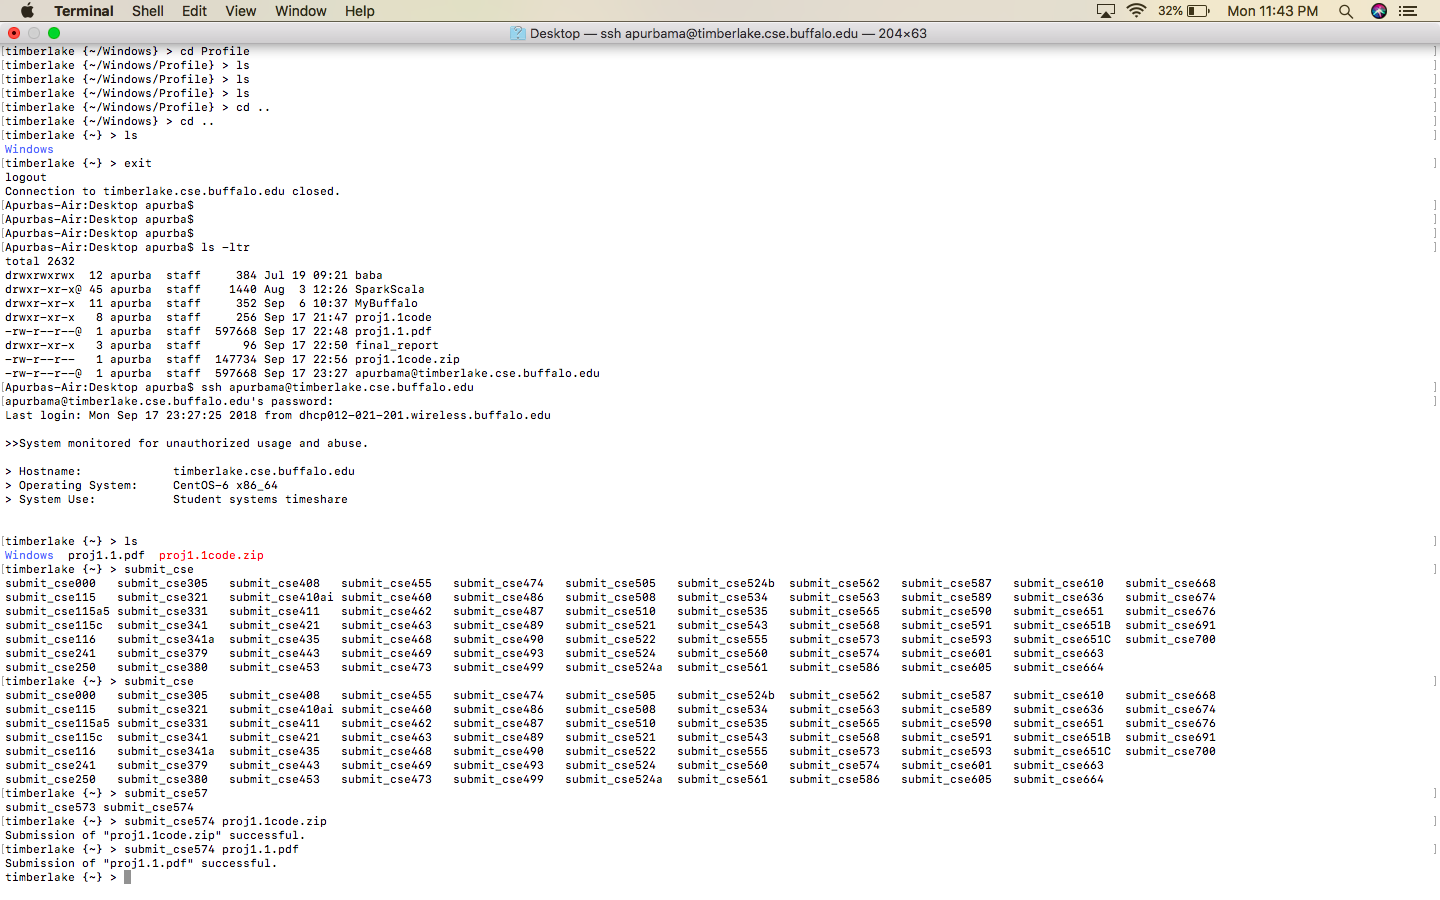 Terminal Shell Edit View Window Help 32% Mon 11:43 PM
Desktop — ssh apurbama@timberlake.cse.buffalo.edu — 204×63
[timberlake {~/Windows} > cd Profile ]
[timberlake {~/Windows/Profile} > ls ]
[timberlake {~/Windows/Profile} > ls ]
[timberlake {~/Windows/Profile} > ls ]
[timberlake {~/Windows/Profile} > cd .. ]
[timberlake {~/Windows} > cd .. ]
[timberlake {~} > ls ]
Windows
[timberlake {~} > exit ]
logout
Connection to timberlake.cse.buffalo.edu closed.
[Apurbas-Air:Desktop apurba$ ]
[Apurbas-Air:Desktop apurba$ ]
[Apurbas-Air:Desktop apurba$ ]
[Apurbas-Air:Desktop apurba$ ls -ltr ]
total 2632
drwxrwxrwx  12 apurba  staff     384 Jul 19 09:21 baba
drwxr-xr-x@ 45 apurba  staff    1440 Aug  3 12:26 SparkScala
drwxr-xr-x  11 apurba  staff     352 Sep  6 10:37 MyBuffalo
drwxr-xr-x   8 apurba  staff     256 Sep 17 21:47 proj1.1code
-rw-r--r--@  1 apurba  staff  597668 Sep 17 22:48 proj1.1.pdf
drwxr-xr-x   3 apurba  staff      96 Sep 17 22:50 final_report
-rw-r--r--   1 apurba  staff  147734 Sep 17 22:56 proj1.1code.zip
-rw-r--r--@  1 apurba  staff  597668 Sep 17 23:27 apurbama@timberlake.cse.buffalo.edu
[Apurbas-Air:Desktop apurba$ ssh apurbama@timberlake.cse.buffalo.edu ]
[apurbama@timberlake.cse.buffalo.edu's password: ]
Last login: Mon Sep 17 23:27:25 2018 from dhcp012-021-201.wireless.buffalo.edu
>>System monitored for unauthorized usage and abuse.
> Hostname:             timberlake.cse.buffalo.edu
> Operating System:     CentOS-6 x86_64
> System Use:           Student systems timeshare
[timberlake {~} > ls ]
Windows  proj1.1.pdf  proj1.1code.zip
[timberlake {~} > submit_cse ]
submit_cse000   submit_cse305   submit_cse408   submit_cse455   submit_cse474   submit_cse505   submit_cse524b  submit_cse562   submit_cse587   submit_cse610   submit_cse668
submit_cse115   submit_cse321   submit_cse410ai submit_cse460   submit_cse486   submit_cse508   submit_cse534   submit_cse563   submit_cse589   submit_cse636   submit_cse674
submit_cse115a5 submit_cse331   submit_cse411   submit_cse462   submit_cse487   submit_cse510   submit_cse535   submit_cse565   submit_cse590   submit_cse651   submit_cse676
submit_cse115c  submit_cse341   submit_cse421   submit_cse463   submit_cse489   submit_cse521   submit_cse543   submit_cse568   submit_cse591   submit_cse651B  submit_cse691
submit_cse116   submit_cse341a  submit_cse435   submit_cse468   submit_cse490   submit_cse522   submit_cse555   submit_cse573   submit_cse593   submit_cse651C  submit_cse700
submit_cse241   submit_cse379   submit_cse443   submit_cse469   submit_cse493   submit_cse524   submit_cse560   submit_cse574   submit_cse601   submit_cse663
submit_cse250   submit_cse380   submit_cse453   submit_cse473   submit_cse499   submit_cse524a  submit_cse561   submit_cse586   submit_cse605   submit_cse664
[timberlake {~} > submit_cse ]
submit_cse000   submit_cse305   submit_cse408   submit_cse455   submit_cse474   submit_cse505   submit_cse524b  submit_cse562   submit_cse587   submit_cse610   submit_cse668
submit_cse115   submit_cse321   submit_cse410ai submit_cse460   submit_cse486   submit_cse508   submit_cse534   submit_cse563   submit_cse589   submit_cse636   submit_cse674
submit_cse115a5 submit_cse331   submit_cse411   submit_cse462   submit_cse487   submit_cse510   submit_cse535   submit_cse565   submit_cse590   submit_cse651   submit_cse676
submit_cse115c  submit_cse341   submit_cse421   submit_cse463   submit_cse489   submit_cse521   submit_cse543   submit_cse568   submit_cse591   submit_cse651B  submit_cse691
submit_cse116   submit_cse341a  submit_cse435   submit_cse468   submit_cse490   submit_cse522   submit_cse555   submit_cse573   submit_cse593   submit_cse651C  submit_cse700
submit_cse241   submit_cse379   submit_cse443   submit_cse469   submit_cse493   submit_cse524   submit_cse560   submit_cse574   submit_cse601   submit_cse663
submit_cse250   submit_cse380   submit_cse453   submit_cse473   submit_cse499   submit_cse524a  submit_cse561   submit_cse586   submit_cse605   submit_cse664
[timberlake {~} > submit_cse57 ]
submit_cse573 submit_cse574
[timberlake {~} > submit_cse574 proj1.1code.zip ]
Submission of "proj1.1code.zip" successful.
[timberlake {~} > submit_cse574 proj1.1.pdf ]
Submission of "proj1.1.pdf" successful.
timberlake {~} >